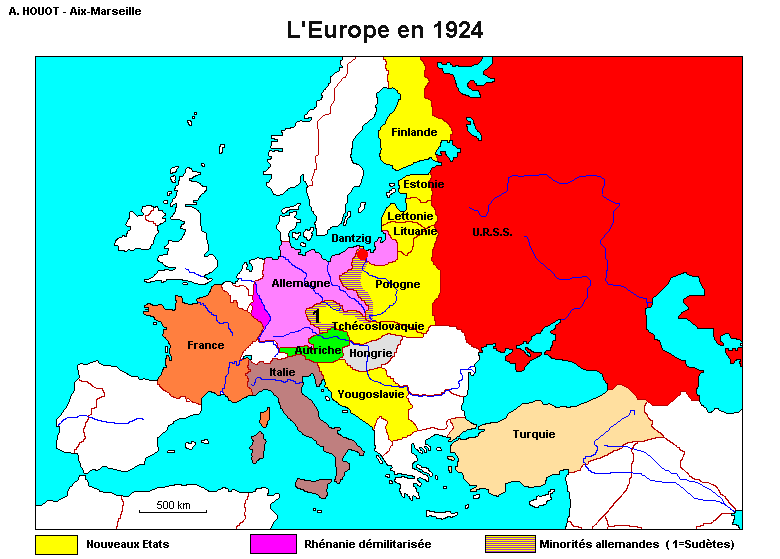 A. HOUOT - Aix-Marseille
L'Europe en 1924
Finlande
Estonie
Lettonie
Lituanie
U.R.S.S.
Dantzig
Allemagne
Pologne
1
Tchécoslovaquie
France
Autriche
Hongrie
Italie
Yougoslavie
Turquie
500 km
Nouveaux Etats
Rhénanie démilitarisée
Minorités allemandes ( 1=Sudètes)